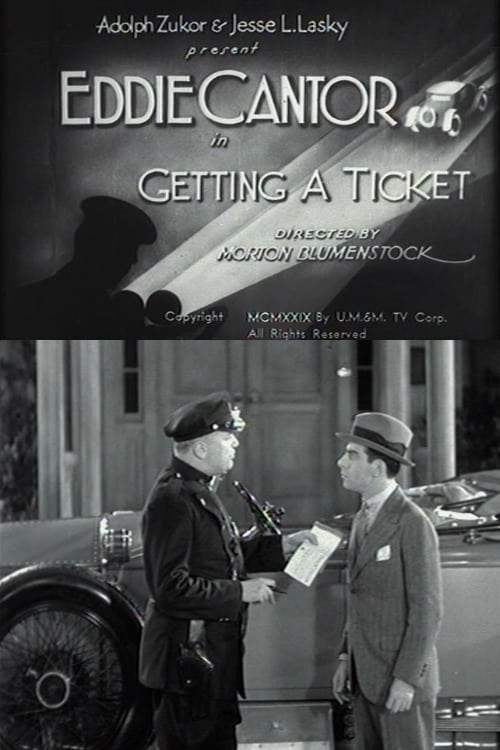 Adolph Zukor & Jesse L. Lasky
present
EDDIE CANTOR
in
GETTING A TICKET
DIRECTED BY
MORTON BLUMENSTOCK
Copyright MCMXXIX By U.M.&M. TV Corp.
All Rights Reserved